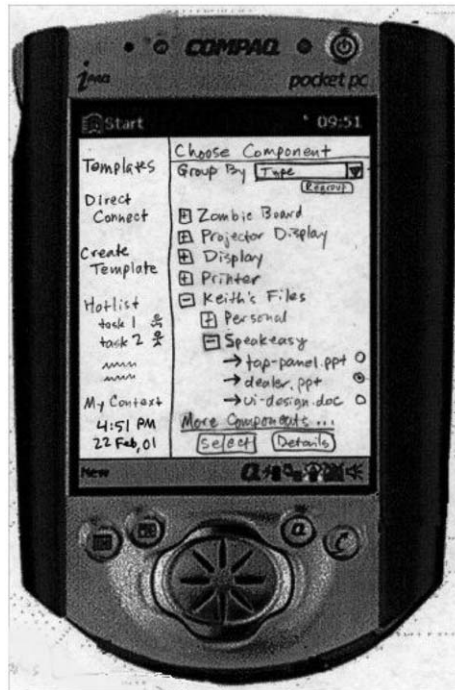 COMPAQ
iPAQ
pocket pc
Start 09:51
Templates
Direct
Connect
Create
Template
Hotlist
task 1
task 2
My Context
4:51 PM
22 Feb, 01
Choose Component
Group By Type
Regroup
Zombie Board
Projector Display
Display
Printer
Keith's Files
Personal
Speakeasy
→ tap-panel.ppt
→ dealer.ppt
→ ui-design.doc
More Components ...
Select Details
New